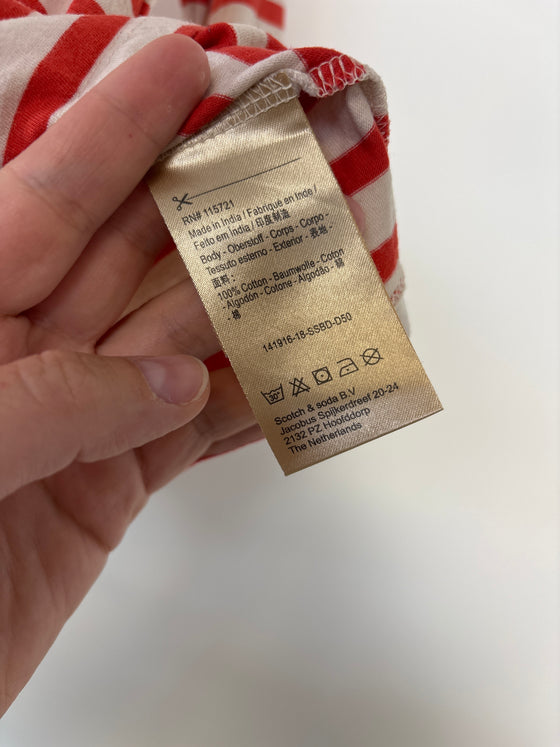 RN# 115721
Made in India / Fabriqué en Inde /
Feito em India / 印度制造
Body - Oberstoff - Corps - Corpo -
Tessuto esterno - Exterior - 表地 -
面料 :
100% Cotton - Baumwolle - Coton
- Algodón - Cotone - Algodão - 綿
- 棉
141916-18-SSBD-D50
30°
Scotch & soda B.V
Jacobus Spijkerdreef 20-24
2132 PZ Hoofddorp
The Netherlands